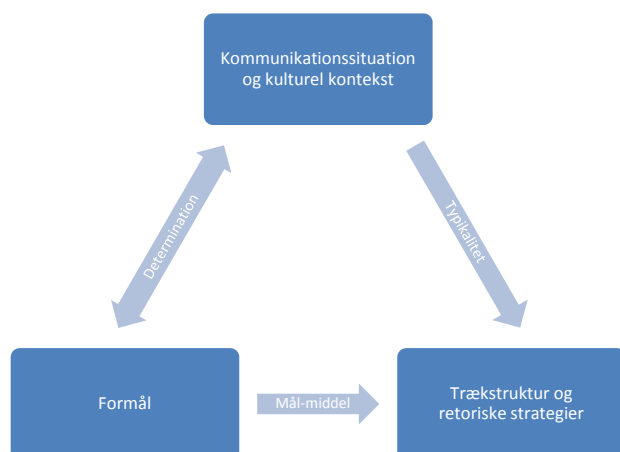 Kommunikationssituation
og kulturel kontekst
Determination
Typikalitet
Formål
Mål-middel
Trækstruktur og
retoriske strategier